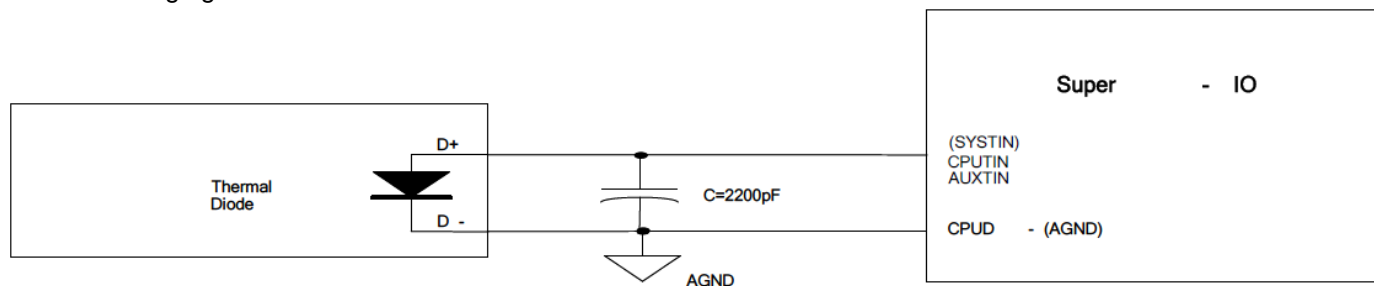 Super - IO
D+
(SYSTIN)
CPUTIN
AUXTIN
Thermal
Diode
C=2200pF
D -
CPUD - (AGND)
AGND